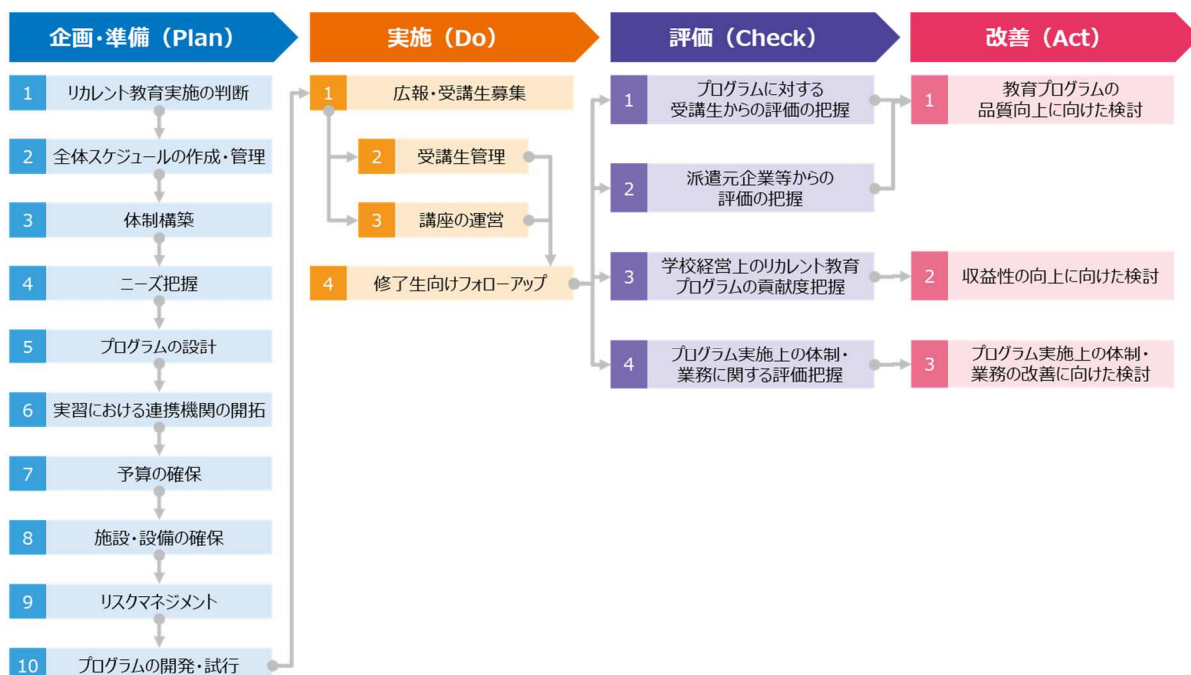 企画・準備（Plan）
1
リカレント教育実施の判断
2
全体スケジュールの作成・管理
3
体制構築
4
ニーズ把握
5
プログラムの設計
6
実習における連携機関の開拓
7
予算の確保
8
施設・設備の確保
9
リスクマネジメント
10
プログラムの開発・試行
実施（Do）
1
広報・受講生募集
2
受講生管理
3
講座の運営
4
修了生向けフォローアップ
評価（Check）
1
プログラムに対する
受講生からの評価の把握
2
派遣元企業等からの
評価の把握
3
学校経営上のリカレント教育
プログラムの貢献度把握
4
プログラム実施上の体制・
業務に関する評価把握
改善（Act）
1
教育プログラムの
品質向上に向けた検討
2
収益性の向上に向けた検討
3
プログラム実施上の体制・
業務の改善に向けた検討